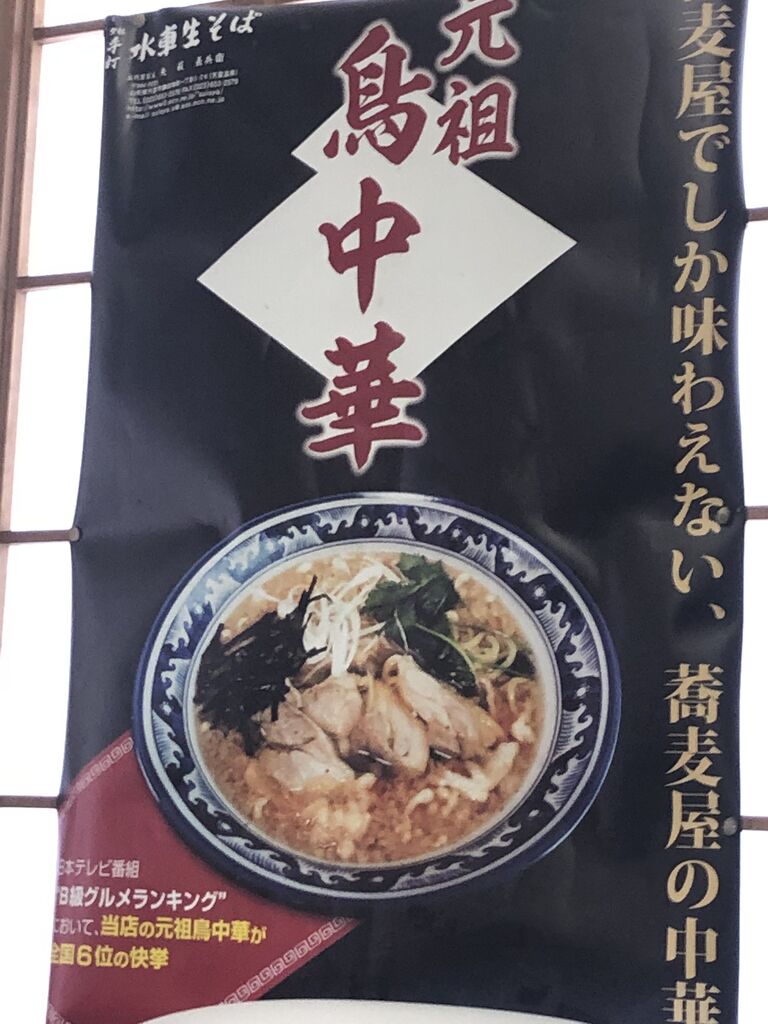 手打 水車生そば
元祖
鳥中華
麦屋でしか味わえない、蕎麦屋の中華
日本テレビ番組
"B級グルメランキング"
において、当店の元祖鳥中華が
全国6位の快挙